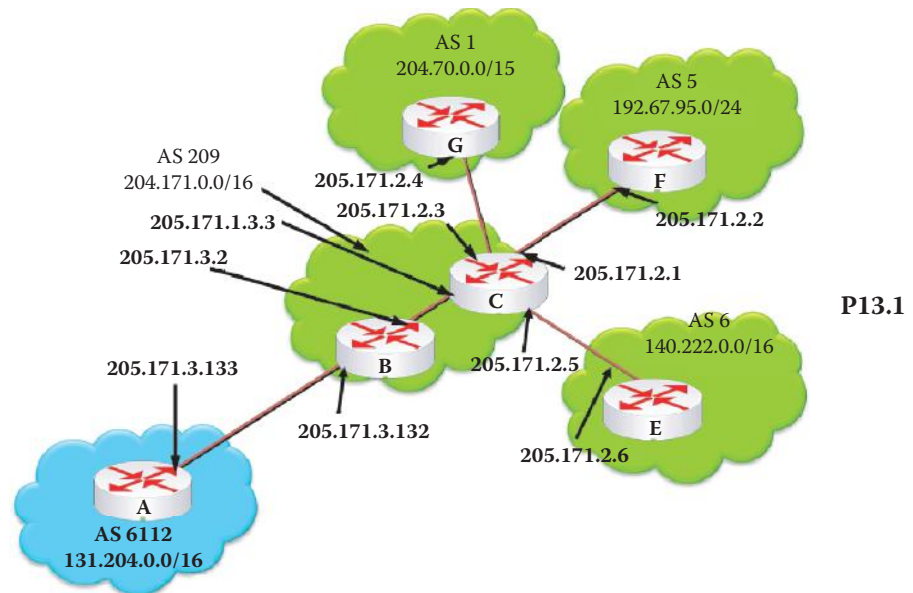 AS 1
204.70.0.0/15
G
AS 5
192.67.95.0/24
F
AS 209
204.171.0.0/16
205.171.2.4
205.171.1.3.3
205.171.2.3
205.171.2.2
205.171.3.2
205.171.2.1
C
P13.1
B
AS 6
140.222.0.0/16
205.171.3.133
205.171.2.5
205.171.3.132
E
205.171.2.6
A
AS 6112
131.204.0.0/16